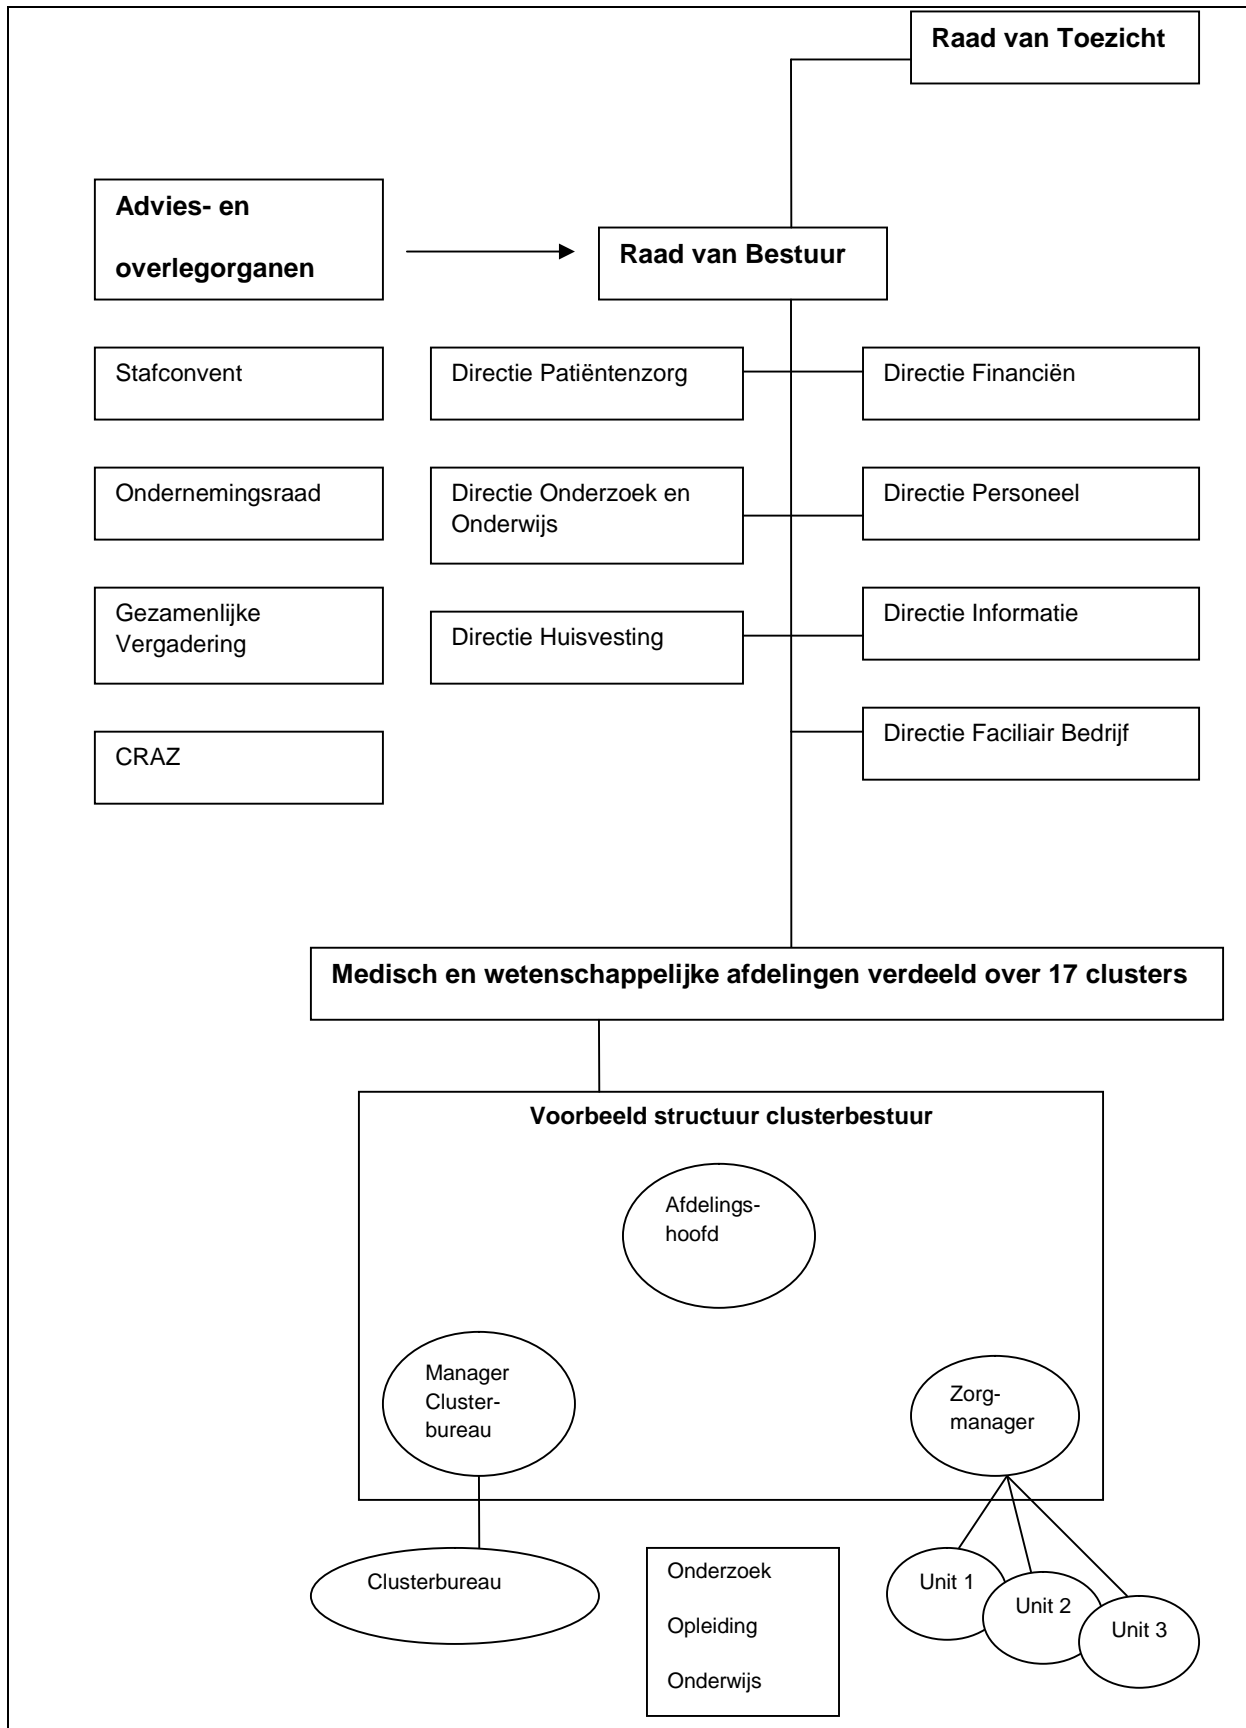 Raad van Toezicht
Advies- en
overlegorganen
Raad van Bestuur
Stafconvent
Directie Patiëntenzorg
Directie Financiën
Ondernemingsraad
Directie Onderzoek en
Onderwijs
Directie Personeel
Gezamenlijke
Vergadering
Directie Huisvesting
Directie Informatie
CRAZ
Directie Faciliair Bedrijf
Medisch en wetenschappelijke afdelingen verdeeld over 17 clusters
Voorbeeld structuur clusterbestuur
Afdelings-
hoofd
Manager
Cluster-
bureau
Zorg-
manager
Clusterbureau
Onderzoek
Opleiding
Onderwijs
Unit 1
Unit 2
Unit 3